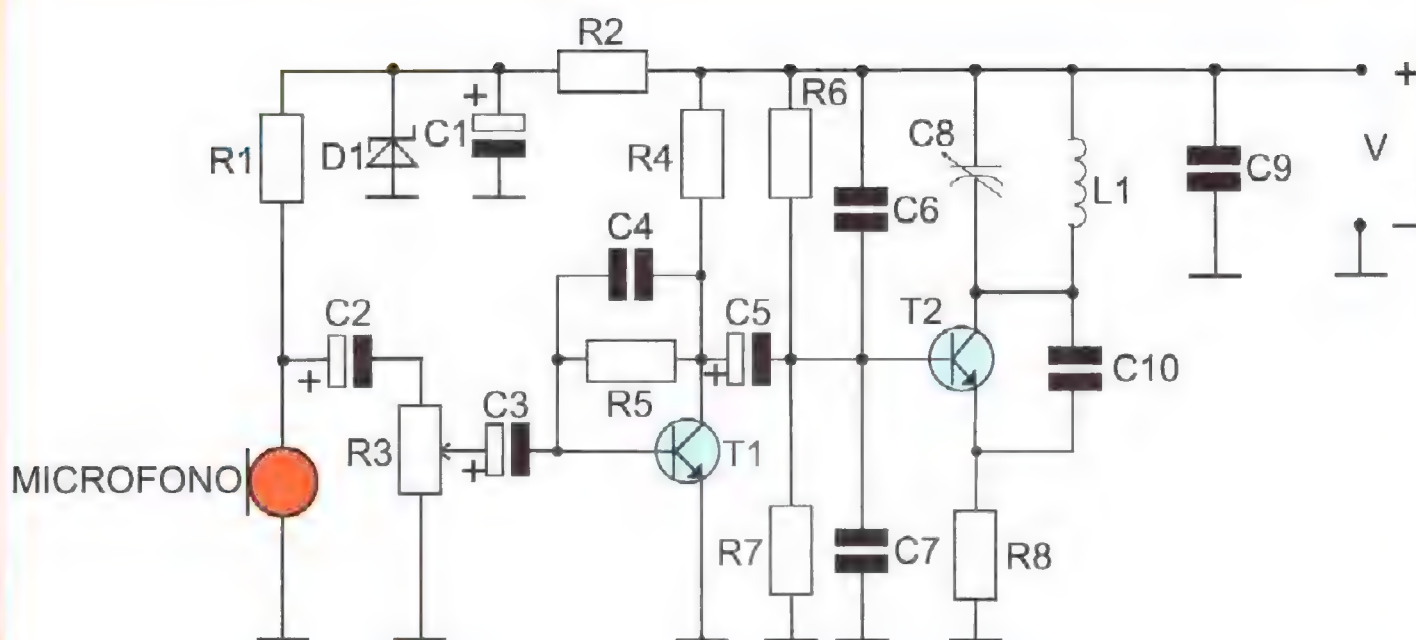 R2
+
R1
D1
C1
R4
R6
C6
C8
L1
C9
+
V
−
C4
C2
+
R5
C5
+
T2
C10
MICROFONO
R3
C3
+
T1
R7
C7
R8